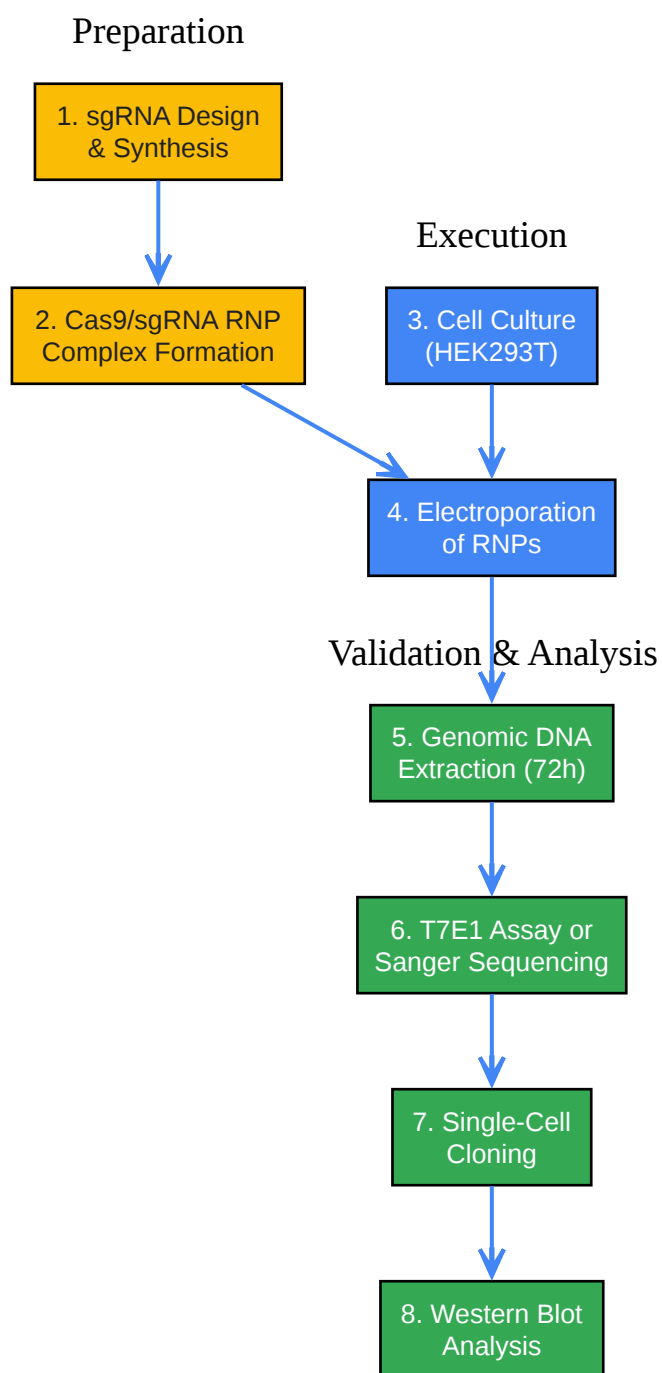 Preparation
1. sgRNA Design
& Synthesis
Execution
2. Cas9/sgRNA RNP
Complex Formation
3. Cell Culture
(HEK293T)
4. Electroporation
of RNPs
Validation & Analysis
5. Genomic DNA
Extraction (72h)
6. T7E1 Assay or
Sanger Sequencing
7. Single-Cell
Cloning
8. Western Blot
Analysis